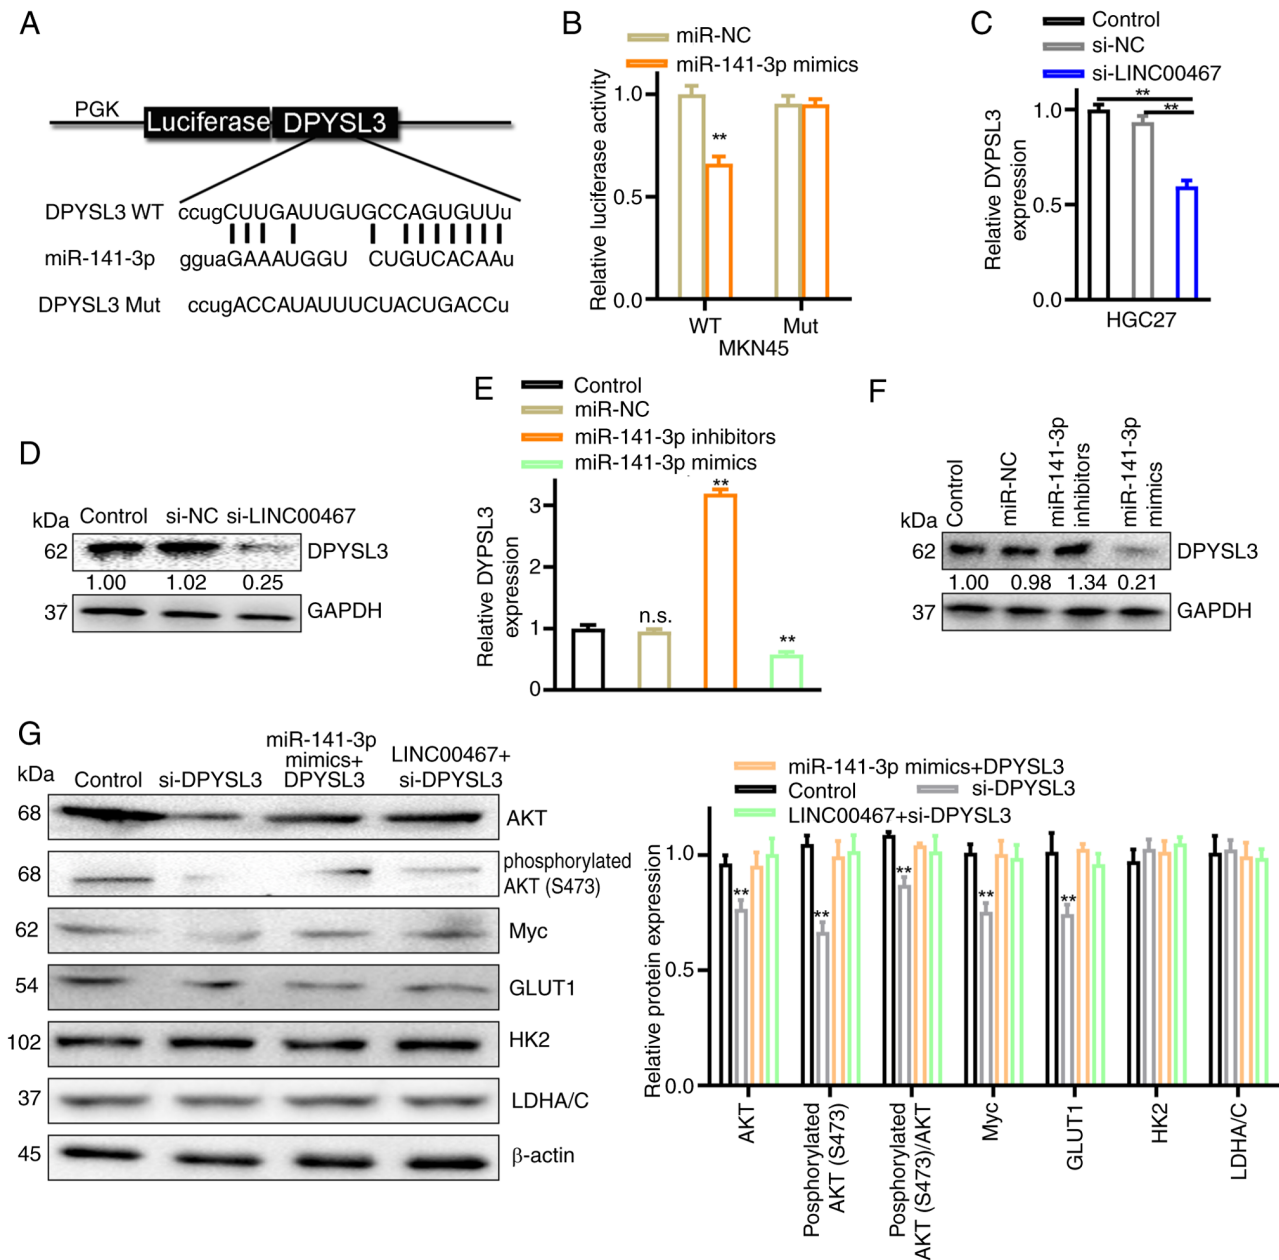 A
PGK
Luciferase DPYSL3
DPYSL3 WT ccugCUUGAUUGUGCCAGUGUUu
miR-141-3p gguaGAAAUGGU CUGUCACAAu
DPYSL3 Mut ccugACCAUAUUUCUACUGACCu
B
miR-NC
miR-141-3p mimics
Relative luciferase activity
1.0
0.5
0.0
**
WT Mut
MKN45
C
Control
si-NC
si-LINC00467
Relative DYPSL3
expression
1.0
0.5
0.0
**
**
HGC27
D
kDa Control si-NC si-LINC00467
62 DPYSL3
1.00 1.02 0.25
37 GAPDH
E
Control
miR-NC
miR-141-3p inhibitors
miR-141-3p mimics
Relative DYPSL3
expression
3
2
1
0
n.s.
**
**
F
Control
miR-NC
miR-141-3p
inhibitors
miR-141-3p
mimics
kDa
62 DPYSL3
1.00 0.98 1.34 0.21
37 GAPDH
G
kDa
Control
si-DPYSL3
miR-141-3p
mimics+
DPYSL3
LINC00467+
si-DPYSL3
68 AKT
68 phosphorylated
AKT (S473)
62 Myc
54 GLUT1
102 HK2
37 LDHA/C
45 β-actin
miR-141-3p mimics+DPYSL3
Control si-DPYSL3
LINC00467+si-DPYSL3
Relative protein expression
1.0
0.5
0.0
**
**
**
**
**
AKT
Posphorylated
AKT (S473)
Posphorylated
AKT (S473)/AKT
Myc
GLUT1
HK2
LDHA/C